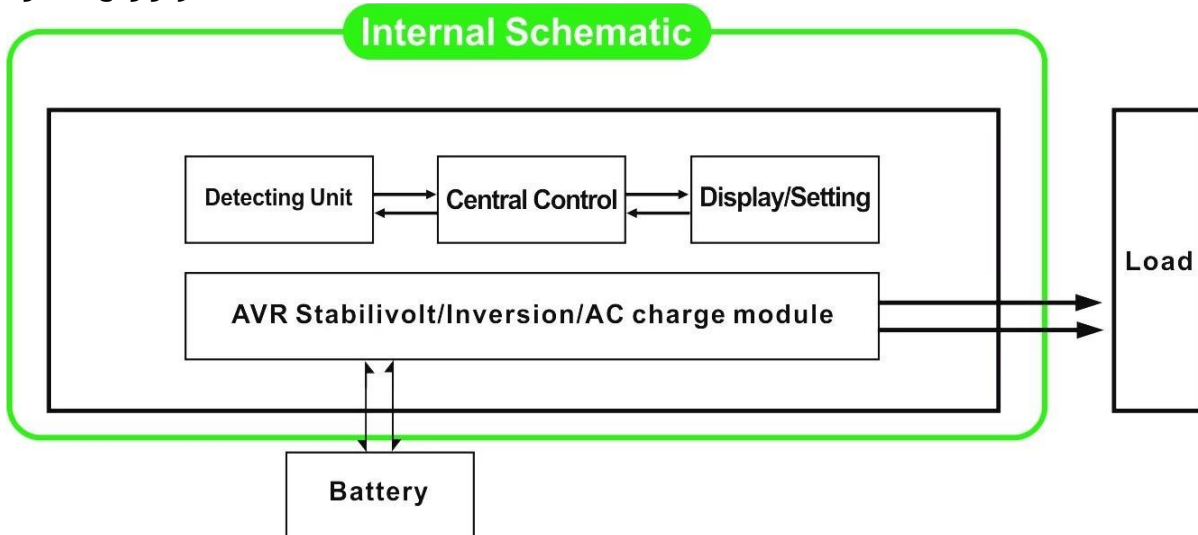 Internal Schematic
Detecting Unit
Central Control
Display/Setting
Load
AVR Stabilivolt/Inversion/AC charge module
Battery